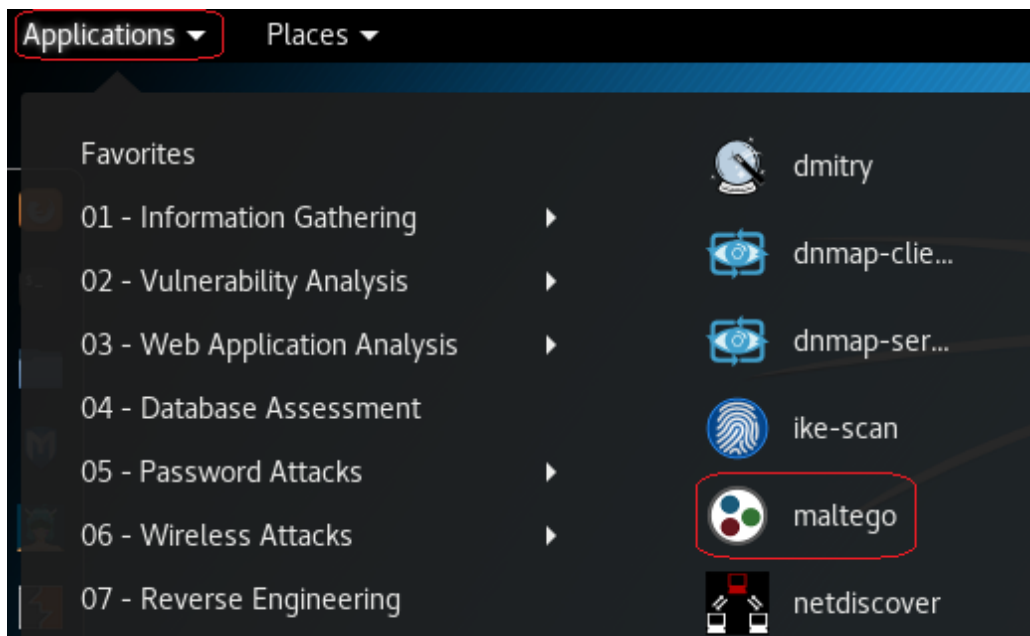 Applications Places
Favorites
01 - Information Gathering
02 - Vulnerability Analysis
03 - Web Application Analysis
04 - Database Assessment
05 - Password Attacks
06 - Wireless Attacks
07 - Reverse Engineering
dmitry
dnmap-clie...
dnmap-ser...
ike-scan
maltego
netdiscover